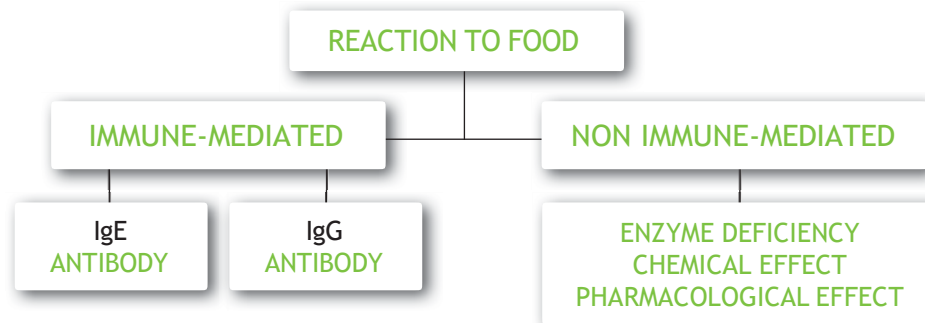 REACTION TO FOOD
IMMUNE-MEDIATED
NON IMMUNE-MEDIATED
IgE
ANTIBODY
IgG
ANTIBODY
ENZYME DEFICIENCY
CHEMICAL EFFECT
PHARMACOLOGICAL EFFECT